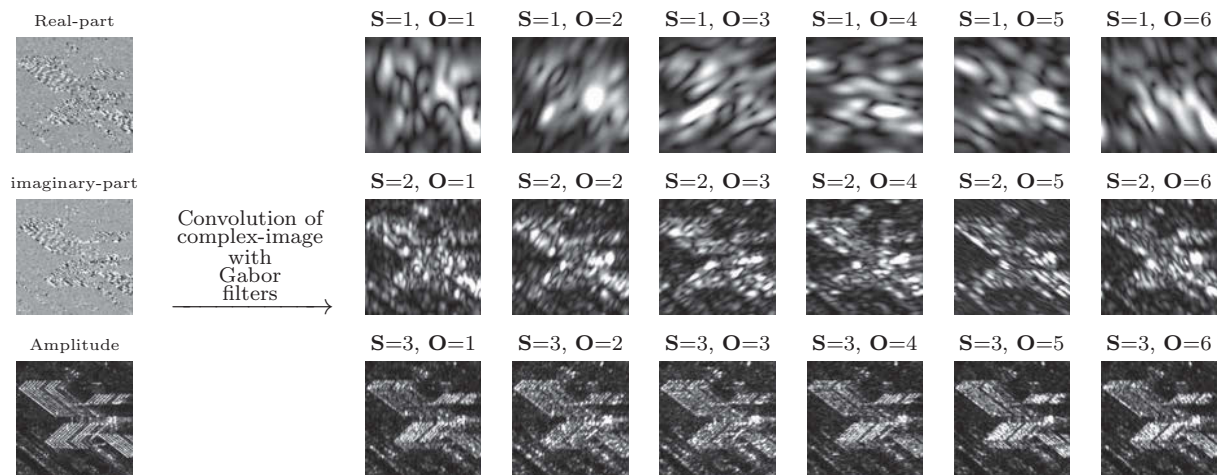 Real-part
S=1, O=1 S=1, O=2 S=1, O=3 S=1, O=4 S=1, O=5 S=1, O=6
imaginary-part
S=2, O=1 S=2, O=2 S=2, O=3 S=2, O=4 S=2, O=5 S=2, O=6
Convolution of
complex-image
with
Gabor
filters
Amplitude
S=3, O=1 S=3, O=2 S=3, O=3 S=3, O=4 S=3, O=5 S=3, O=6